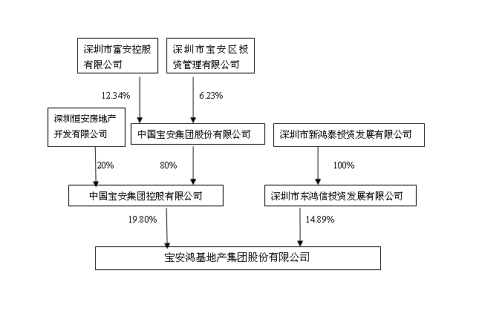 深圳市富安控股
有限公司
深圳市宝安区投
资管理有限公司
12.34%
6.23%
深圳恒安房地产
开发有限公司
中国宝安集团股份有限公司
深圳市新鸿泰投资发展有限公司
20%
80%
100%
中国宝安集团控股有限公司
深圳市东鸿信投资发展有限公司
19.80%
14.89%
宝安鸿基地产集团股份有限公司